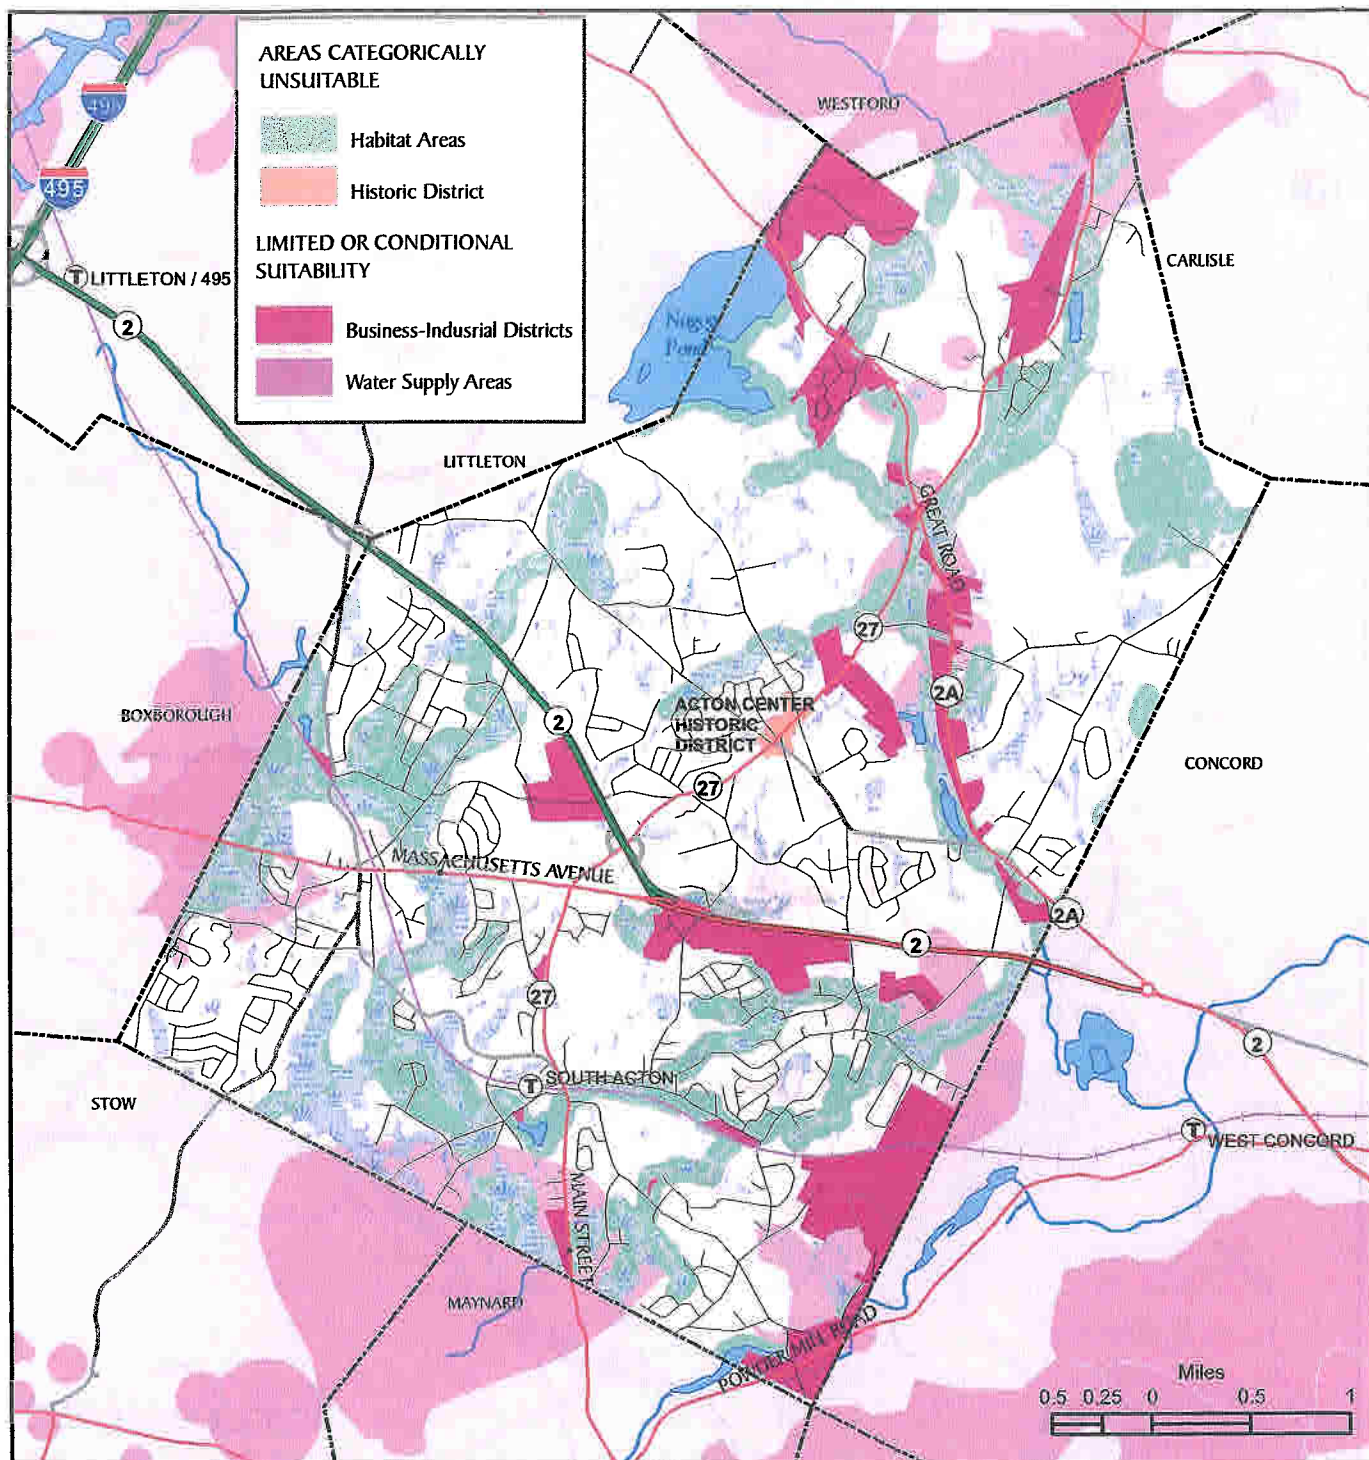 AREAS CATEGORICALLY
UNSUITABLE
Habitat Areas
Historic District
LIMITED OR CONDITIONAL
SUITABILITY
Business-Indusrial Districts
Water Supply Areas
495
495
LITTLETON / 495
T
2
WESTFORD
CARLISLE
Nagog
Pond
LITTLETON
GREAT ROAD
27
2A
BOXBOROUGH
2
ACTON CENTER
HISTORIC
DISTRICT
27
CONCORD
MASSACHUSETTS AVENUE
2A
2
27
2
T
SOUTH ACTON
STOW
T
WEST CONCORD
MAIN STREET
MAYNARD
POWDER MILL ROAD
Miles
0.5 0.25 0 0.5 1